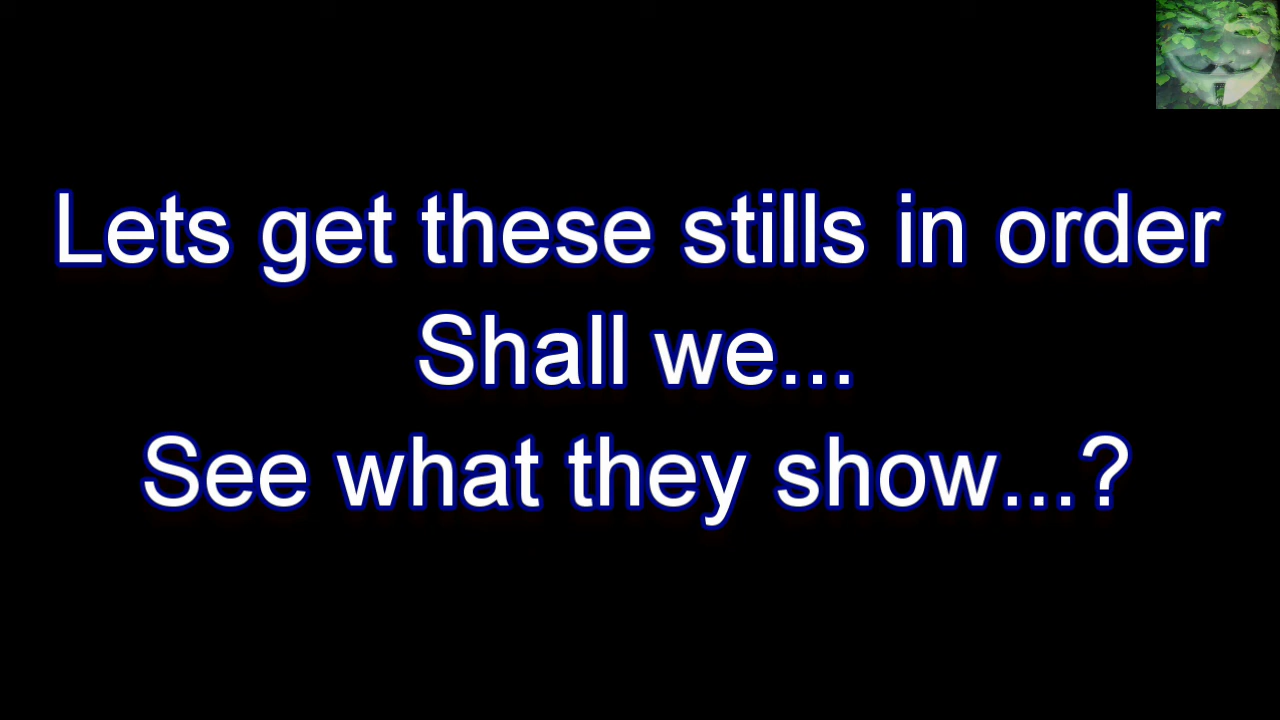 Lets get these stills in order
Shall we...
See what they show...?